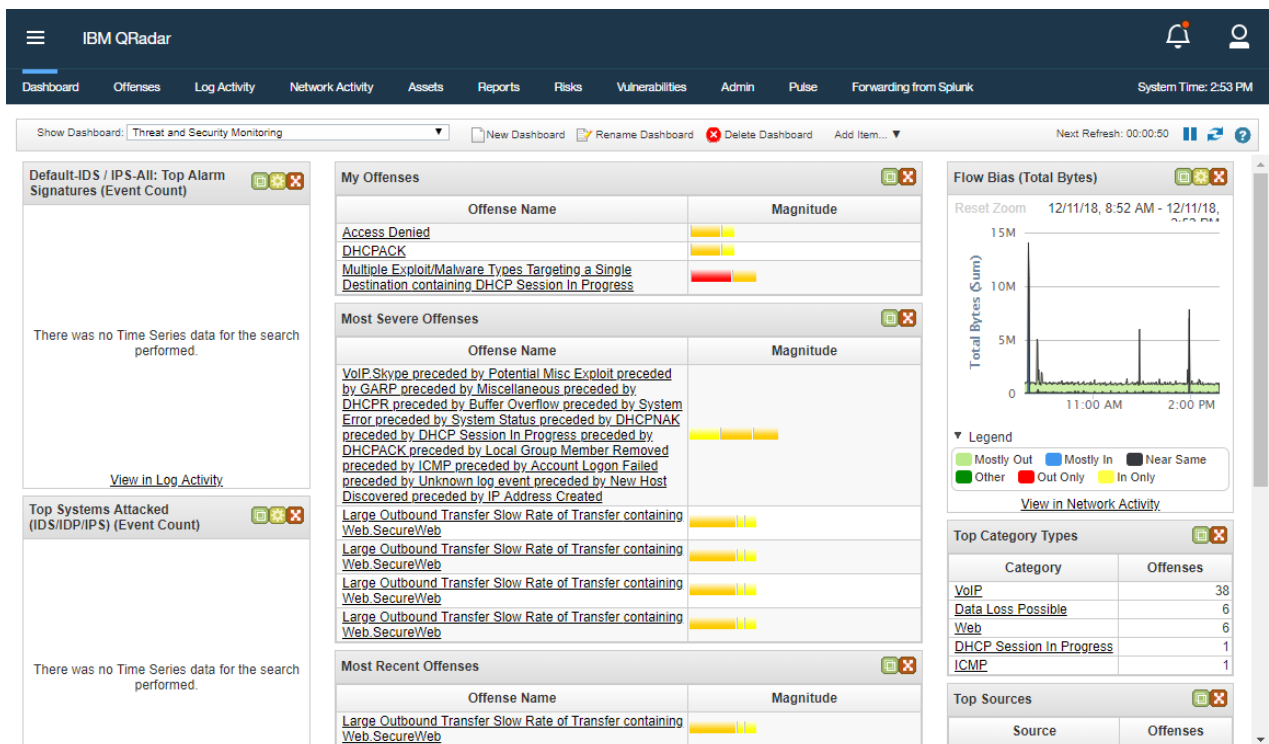 IBM QRadar
Dashboard Offenses Log Activity Network Activity Assets Reports Risks Vulnerabilities Admin Pulse Forwarding from Splunk System Time: 2:53 PM
Show Dashboard: Threat and Security Monitoring New Dashboard Rename Dashboard Delete Dashboard Add Item... Next Refresh: 00:00:50
Default-IDS / IPS-All: Top Alarm
Signatures (Event Count)
There was no Time Series data for the search
performed.
View in Log Activity
Top Systems Attacked
(IDS/IDP/IPS) (Event Count)
There was no Time Series data for the search
performed.
My Offenses
Offense Name Magnitude
Access Denied
DHCPACK
Multiple Exploit/Malware Types Targeting a Single
Destination containing DHCP Session In Progress
Most Severe Offenses
Offense Name Magnitude
VoIP.Skype preceded by Potential Misc Exploit preceded
by GARP preceded by Miscellaneous preceded by
DHCPR preceded by Buffer Overflow preceded by System
Error preceded by System Status preceded by DHCPNAK
preceded by DHCP Session In Progress preceded by
DHCPACK preceded by Local Group Member Removed
preceded by ICMP preceded by Account Logon Failed
preceded by Unknown log event preceded by New Host
Discovered preceded by IP Address Created
Large Outbound Transfer Slow Rate of Transfer containing
Web.SecureWeb
Large Outbound Transfer Slow Rate of Transfer containing
Web.SecureWeb
Large Outbound Transfer Slow Rate of Transfer containing
Web.SecureWeb
Large Outbound Transfer Slow Rate of Transfer containing
Web.SecureWeb
Most Recent Offenses
Offense Name Magnitude
Large Outbound Transfer Slow Rate of Transfer containing
Web.SecureWeb
Flow Bias (Total Bytes)
Reset Zoom 12/11/18, 8:52 AM - 12/11/18,
2:52 PM
Total Bytes (Sum)
15M
10M
5M
0
11:00 AM 2:00 PM
Legend
Mostly Out Mostly In Near Same
Other Out Only In Only
View in Network Activity
Top Category Types
Category Offenses
VoIP 38
Data Loss Possible 6
Web 6
DHCP Session In Progress 1
ICMP 1
Top Sources
Source Offenses